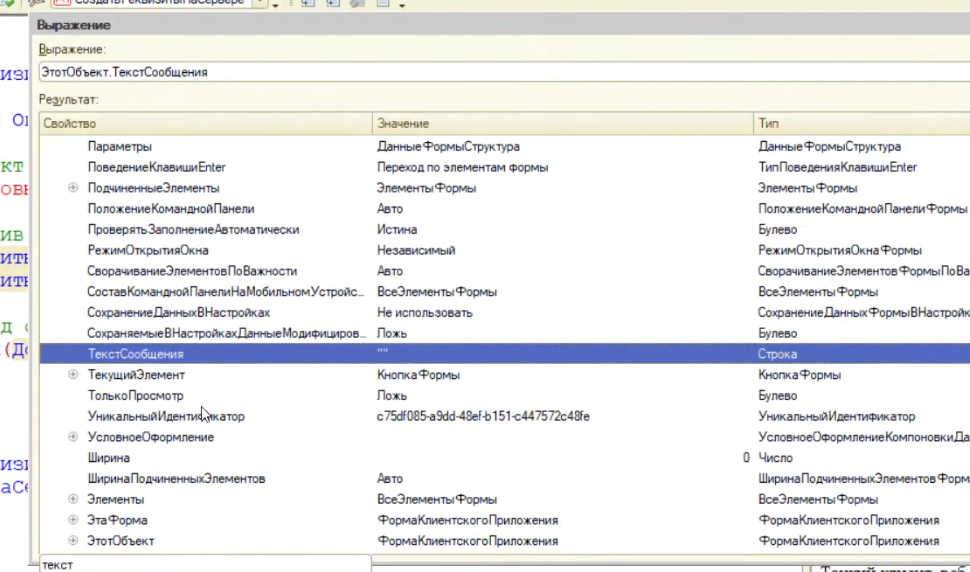 СоздатьРеквизитыНаСервере
Выражение
Выражение:
ЭтотОбъект.ТекстСообщения
Результат:
Свойство Значение Тип
Параметры ДанныеФормыСтруктура ДанныеФормыСтруктура
ПоведениеКлавишиEnter Переход по элементам формы ТипПоведенияКлавишиEnter
ПодчиненныеЭлементы ЭлементыФормы ЭлементыФормы
ПоложениеКоманднойПанели Авто ПоложениеКоманднойПанелиФормы
ПроверятьЗаполнениеАвтоматически Истина Булево
РежимОткрытияОкна Независимый РежимОткрытияОкнаФормы
СворачиваниеЭлементовПоВажности Авто СворачиваниеЭлементовФормыПоВа
СоставКоманднойПанелиНаМобильномУстройс... ВсеЭлементыФормы ВсеЭлементыФормы
СохранениеДанныхВНастройках Не использовать СохранениеДанныхФормыВНастройк
СохраняемыеВНастройкахДанныеМодифициров... Ложь Булево
ТекстСообщения "" Строка
ТекущийЭлемент КнопкаФормы КнопкаФормы
ТолькоПросмотр Ложь Булево
УникальныйИдентификатор c75df085-a9dd-48ef-b151-c447572c48fe УникальныйИдентификатор
УсловноеОформление УсловноеОформлениеКомпоновкиДа
Ширина 0 Число
ШиринаПодчиненныхЭлементов Авто ШиринаПодчиненныхЭлементовФорм
Элементы ВсеЭлементыФормы ВсеЭлементыФормы
ЭтаФорма ФормаКлиентскогоПриложения ФормаКлиентскогоПриложения
ЭтотОбъект ФормаКлиентскогоПриложения ФормаКлиентскогоПриложения
текст